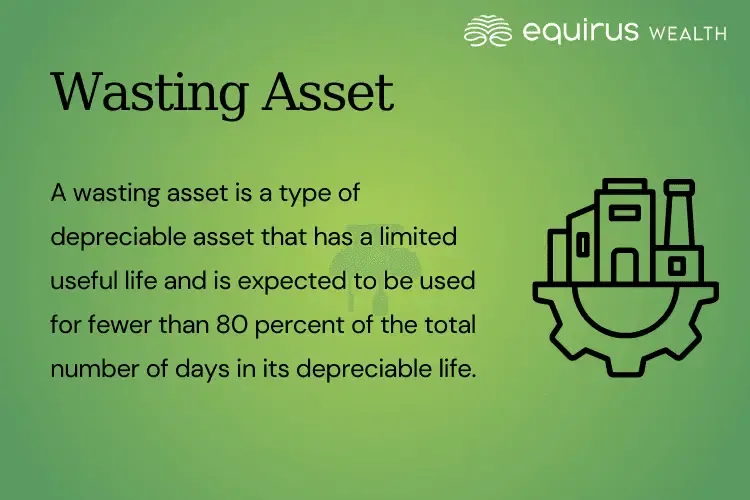 equirus WEALTH
Wasting Asset
A wasting asset is a type of
depreciable asset that has a limited
useful life and is expected to be used
for fewer than 80 percent of the total
number of days in its depreciable life.